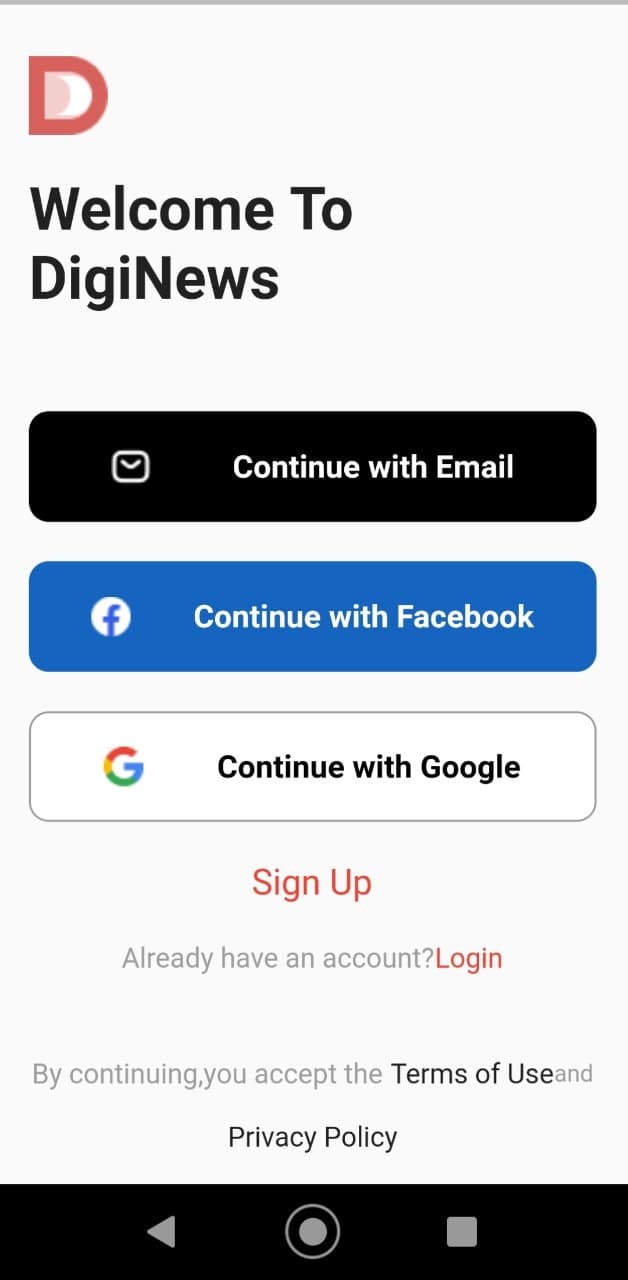 Welcome To
DigiNews
Continue with Email
Continue with Facebook
Continue with Google
Sign Up
Already have an account?Login
By continuing,you accept the Terms of Useand
Privacy Policy